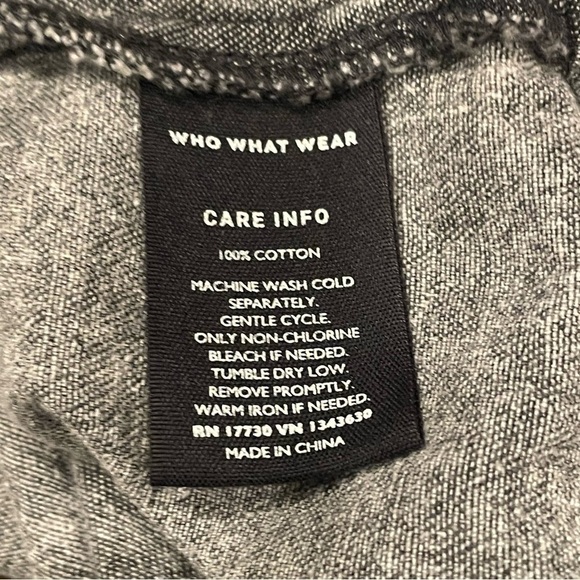 WHO WHAT WEAR
CARE INFO
100% COTTON
MACHINE WASH COLD
SEPARATELY.
GENTLE CYCLE.
ONLY NON-CHLORINE
BLEACH IF NEEDED.
TUMBLE DRY LOW.
REMOVE PROMPTLY.
WARM IRON IF NEEDED.
RN 17730 VN 1343630
MADE IN CHINA